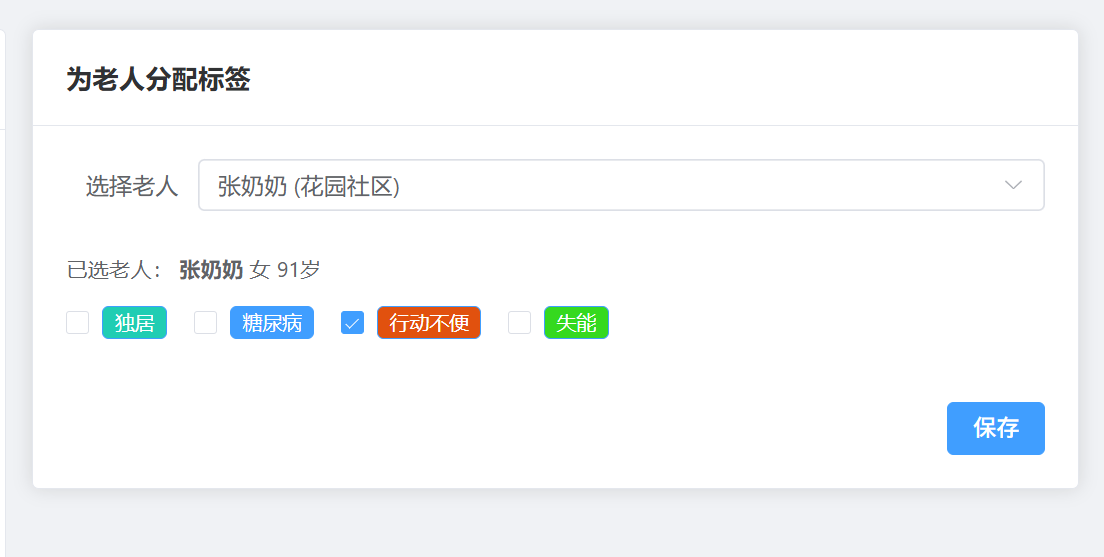 为老人分配标签
选择老人 张奶奶 (花园社区)
已选老人： 张奶奶 女 91岁
独居 糖尿病 行动不便 失能
保存